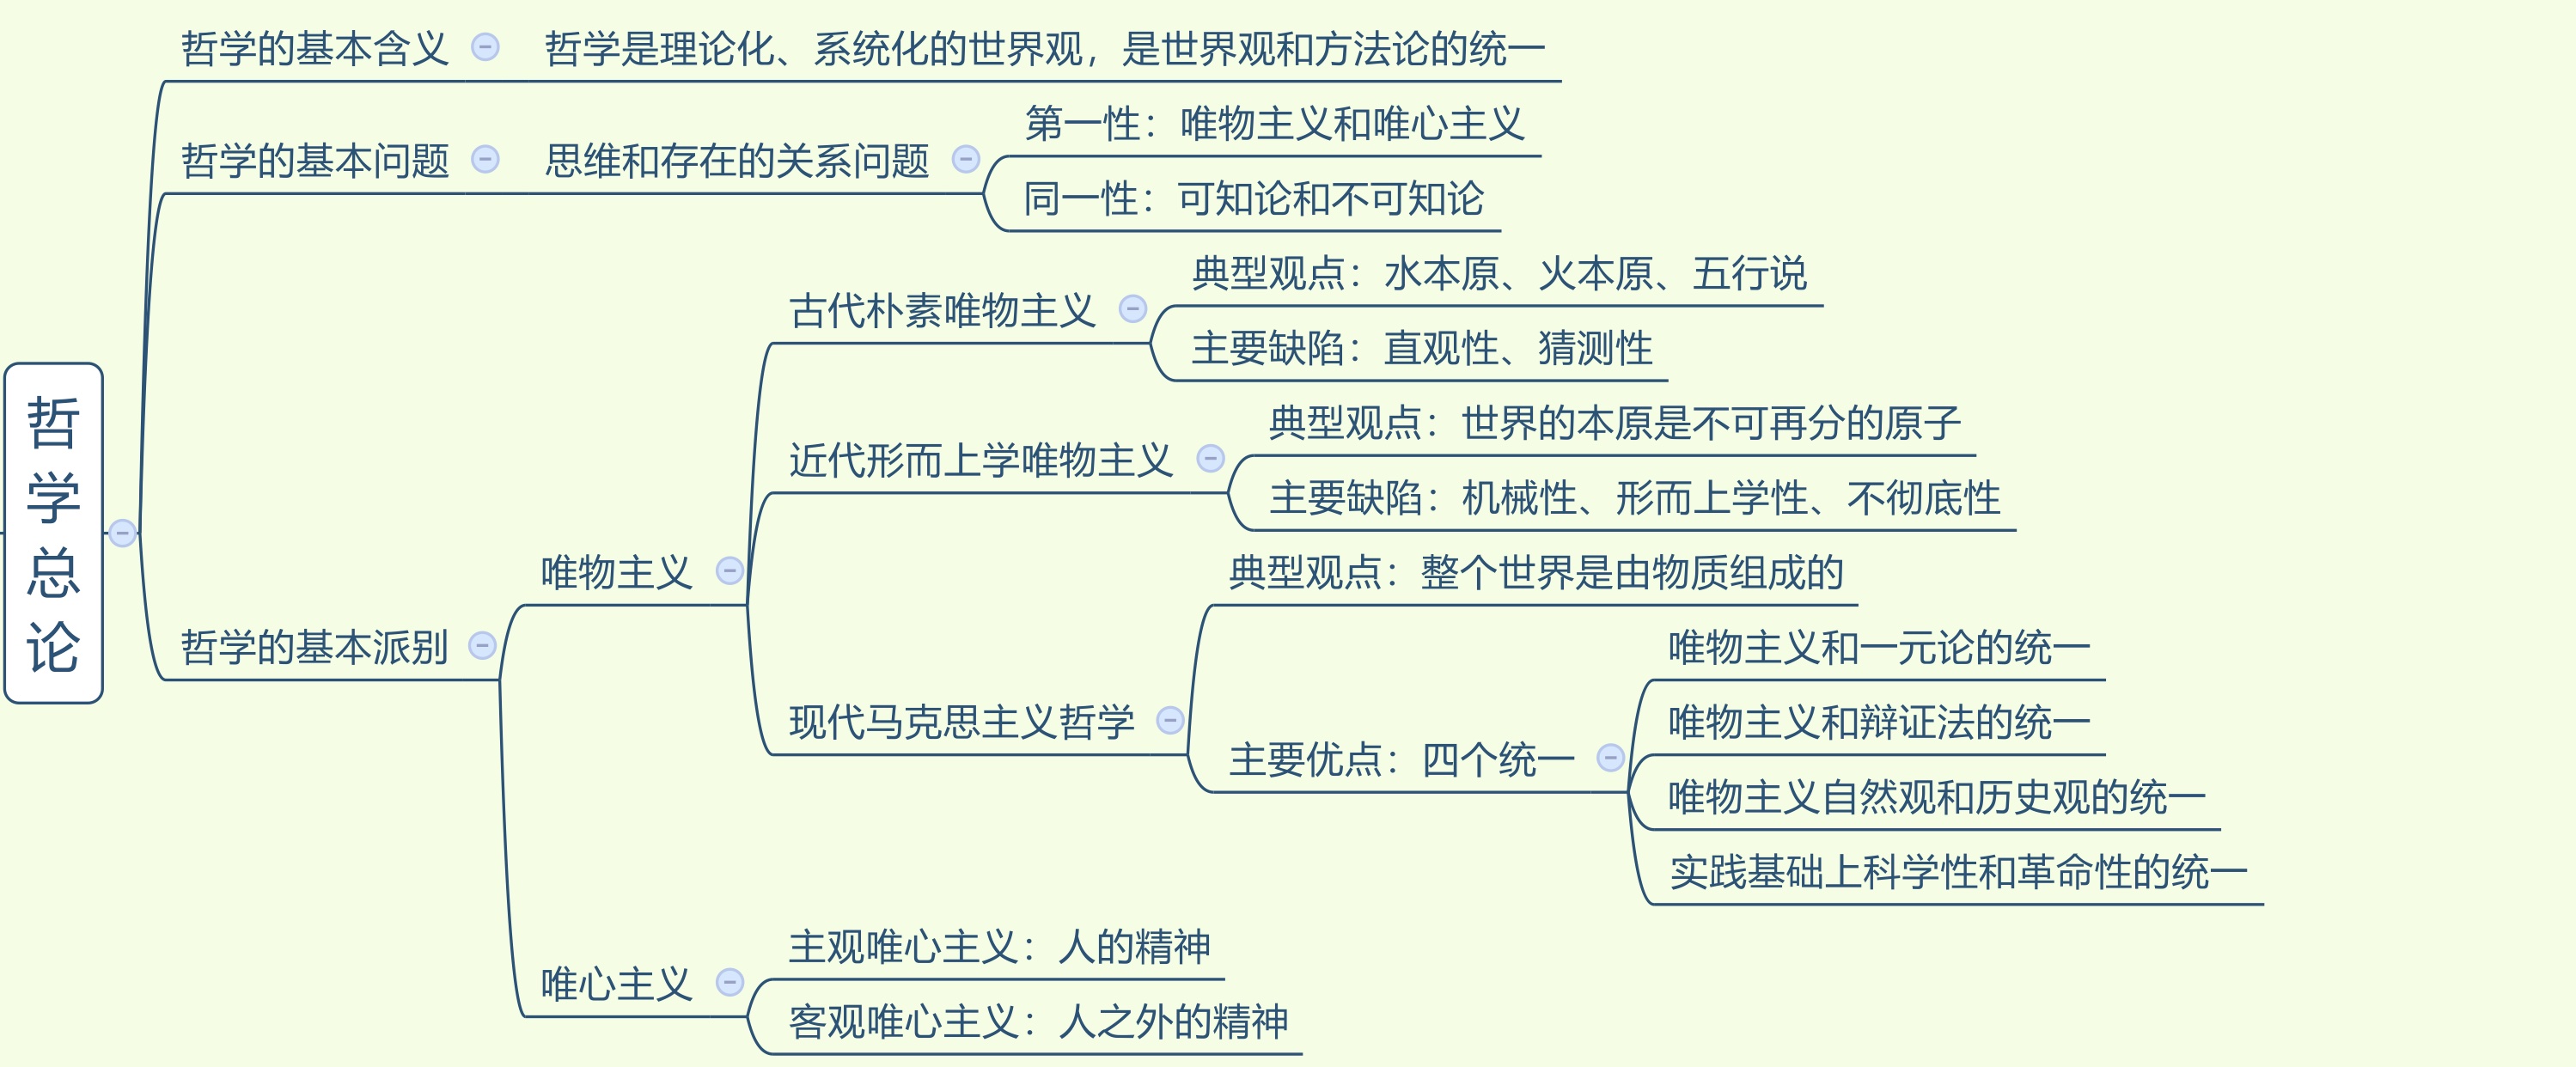 哲学总论
哲学的基本含义
哲学是理论化、系统化的世界观，是世界观和方法论的统一
哲学的基本问题
思维和存在的关系问题
第一性：唯物主义和唯心主义
同一性：可知论和不可知论
哲学的基本派别
唯物主义
古代朴素唯物主义
典型观点：水本原、火本原、五行说
主要缺陷：直观性、猜测性
近代形而上学唯物主义
典型观点：世界的本原是不可再分的原子
主要缺陷：机械性、形而上学性、不彻底性
现代马克思主义哲学
典型观点：整个世界是由物质组成的
主要优点：四个统一
唯物主义和一元论的统一
唯物主义和辩证法的统一
唯物主义自然观和历史观的统一
实践基础上科学性和革命性的统一
唯心主义
主观唯心主义：人的精神
客观唯心主义：人之外的精神